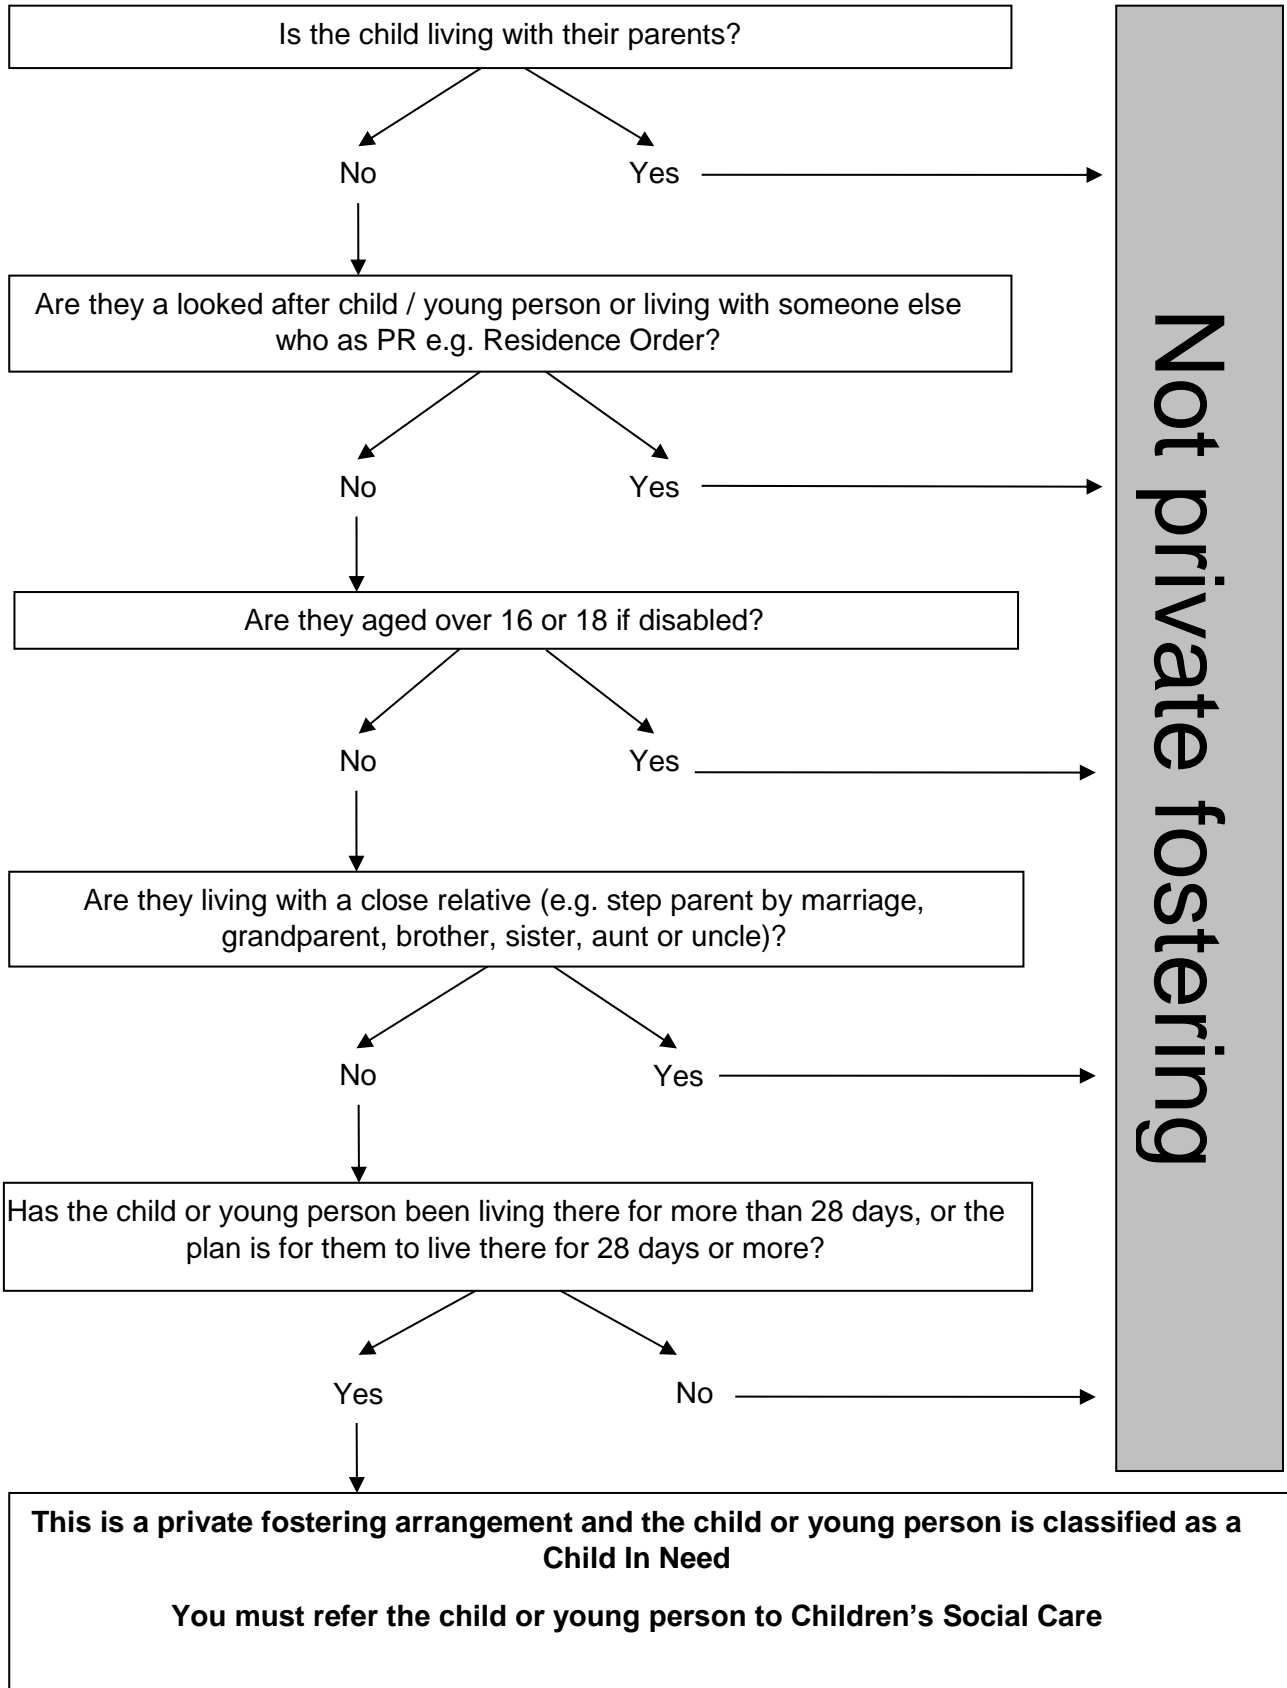 Is the child living with their parents?
No
Yes
Are they a looked after child / young person or living with someone else
who as PR e.g. Residence Order?
No
Yes
Are they aged over 16 or 18 if disabled?
No
Yes
Are they living with a close relative (e.g. step parent by marriage,
grandparent, brother, sister, aunt or uncle)?
No
Yes
Has the child or young person been living there for more than 28 days, or the
plan is for them to live there for 28 days or more?
Yes
No
Not private fostering
This is a private fostering arrangement and the child or young person is classified as a
Child In Need
You must refer the child or young person to Children’s Social Care